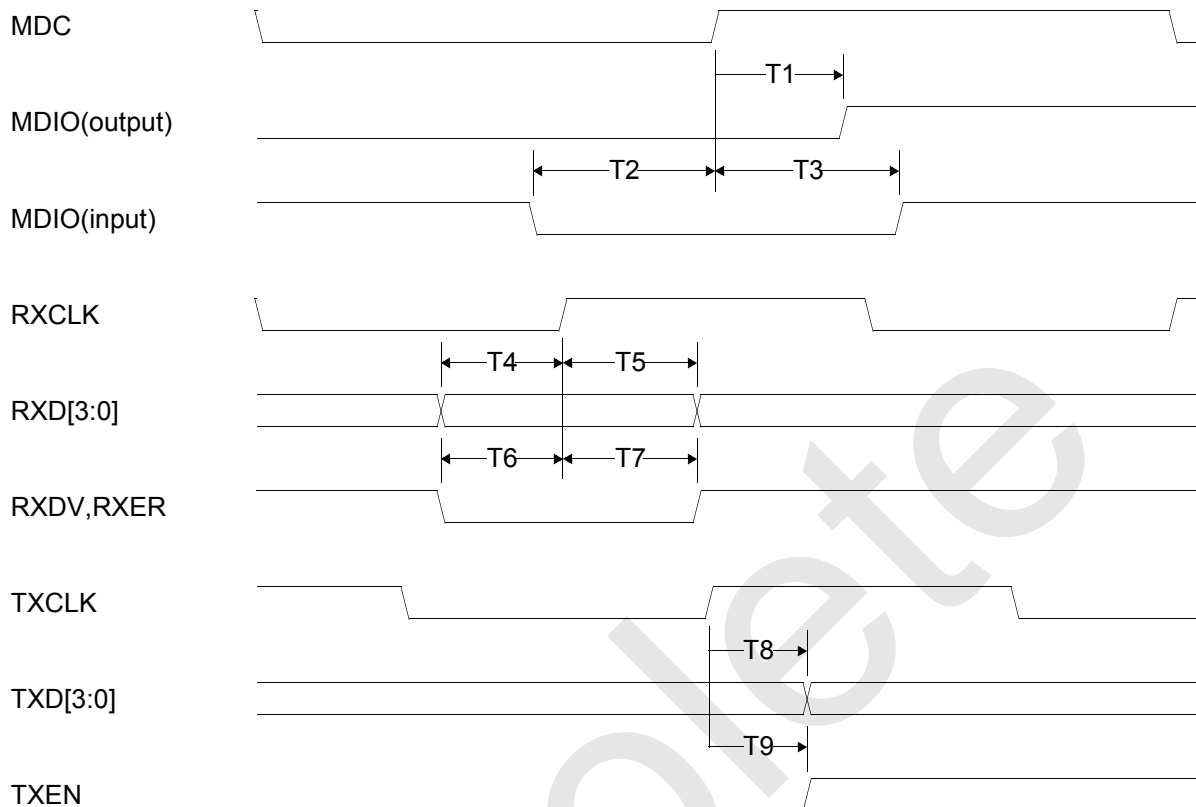 MDC
T1
MDIO(output)
T2 T3
MDIO(input)
RXCLK
T4 T5
RXD[3:0]
T6 T7
RXDV,RXER
TXCLK
T8
TXD[3:0]
T9
TXEN
olete